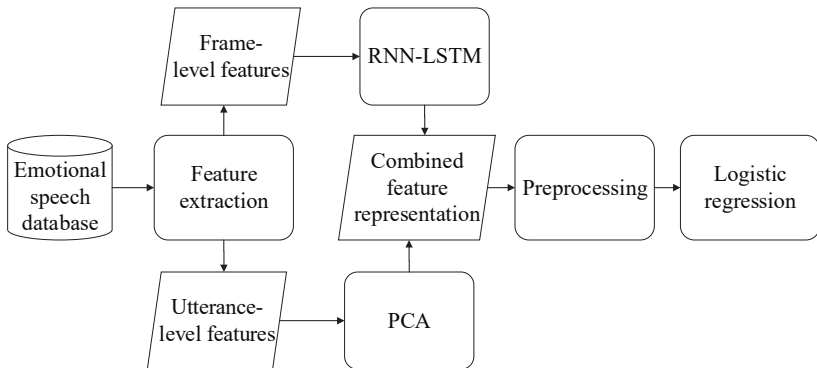 Frame-
level features
RNN-LSTM
Emotional
speech
database
Feature
extraction
Combined
feature
representation
Preprocessing
Logistic
regression
Utterance-
level features
PCA